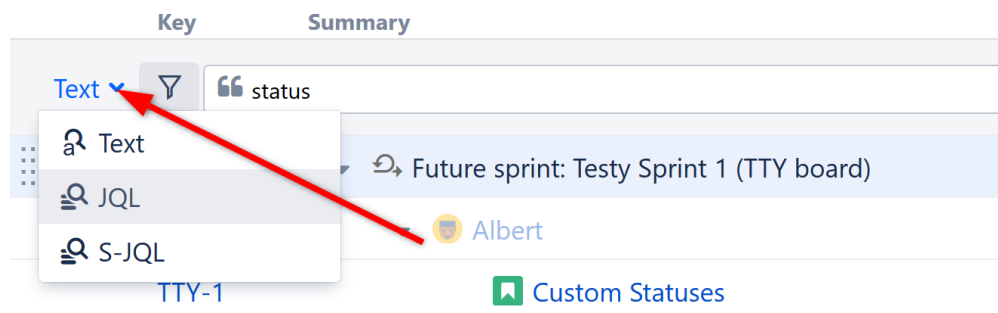 Key Summary
Text status
Text
JQL
S-JQL
Future sprint: Testy Sprint 1 (TTY board)
Albert
TTY-1 Custom Statuses